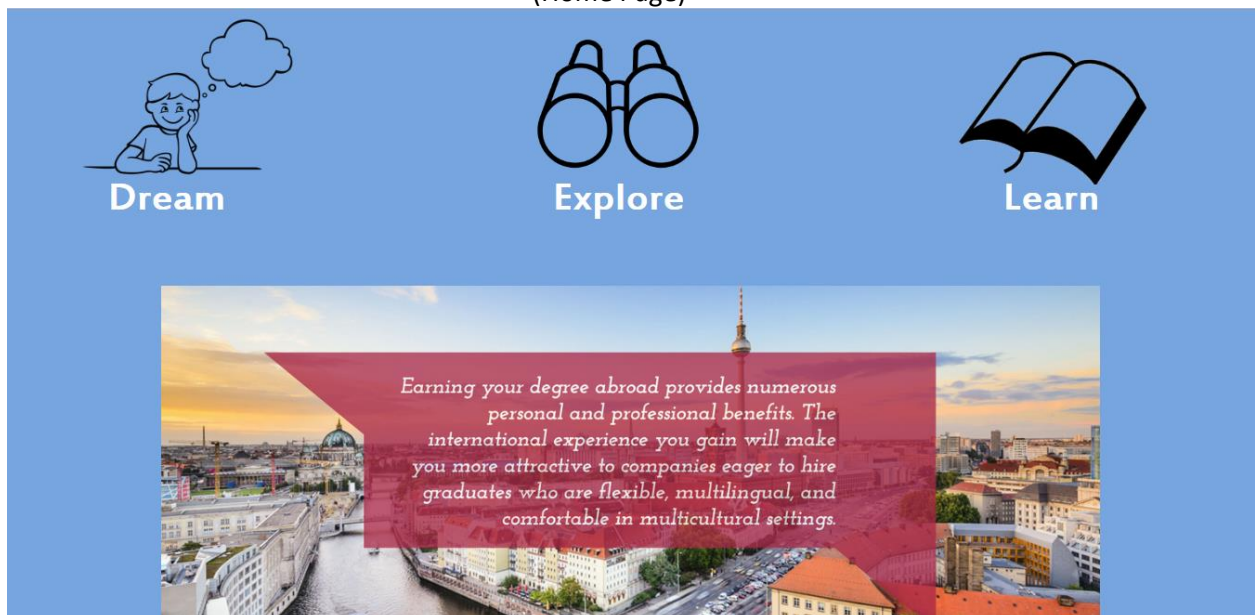 (Home Page)
Dream
Explore
Learn
Earning your degree abroad provides numerous
personal and professional benefits. The
international experience you gain will make
you more attractive to companies eager to hire
graduates who are flexible, multilingual, and
comfortable in multicultural settings.